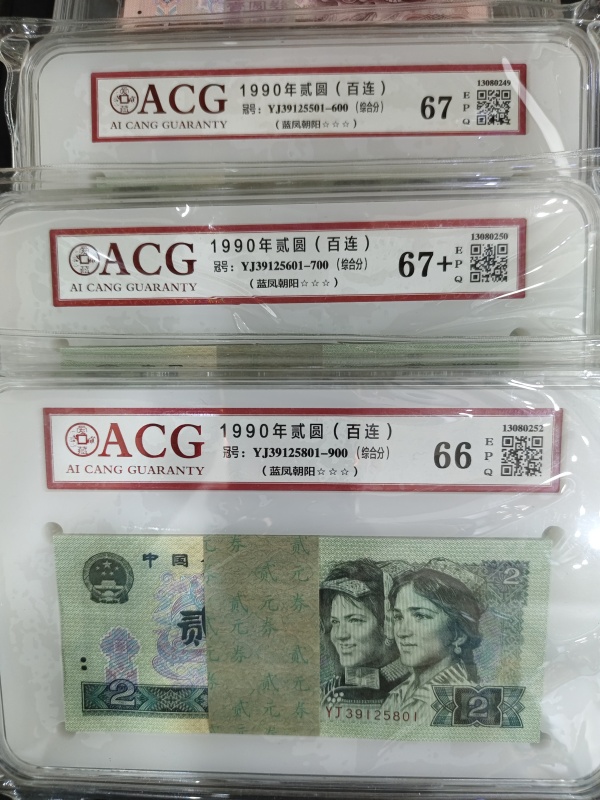 ACG
AI CANG GUARANTY
1990年贰圆（百连）
冠号: YJ39125501-600 (综合分)
（蓝凤朝阳☆☆☆）
67
EPQ
13080249
ACG
AI CANG GUARANTY
1990年贰圆（百连）
冠号: YJ39125601-700 (综合分)
（蓝凤朝阳☆☆☆）
67+
EPQ
13080250
ACG
AI CANG GUARANTY
1990年贰圆（百连）
冠号: YJ39125801-900 (综合分)
（蓝凤朝阳☆☆☆）
66
EPQ
13080252
中国
贰
2
2
2
YJ39125801
元券 贰元券
贰元券
贰元券
贰元券
贰元券